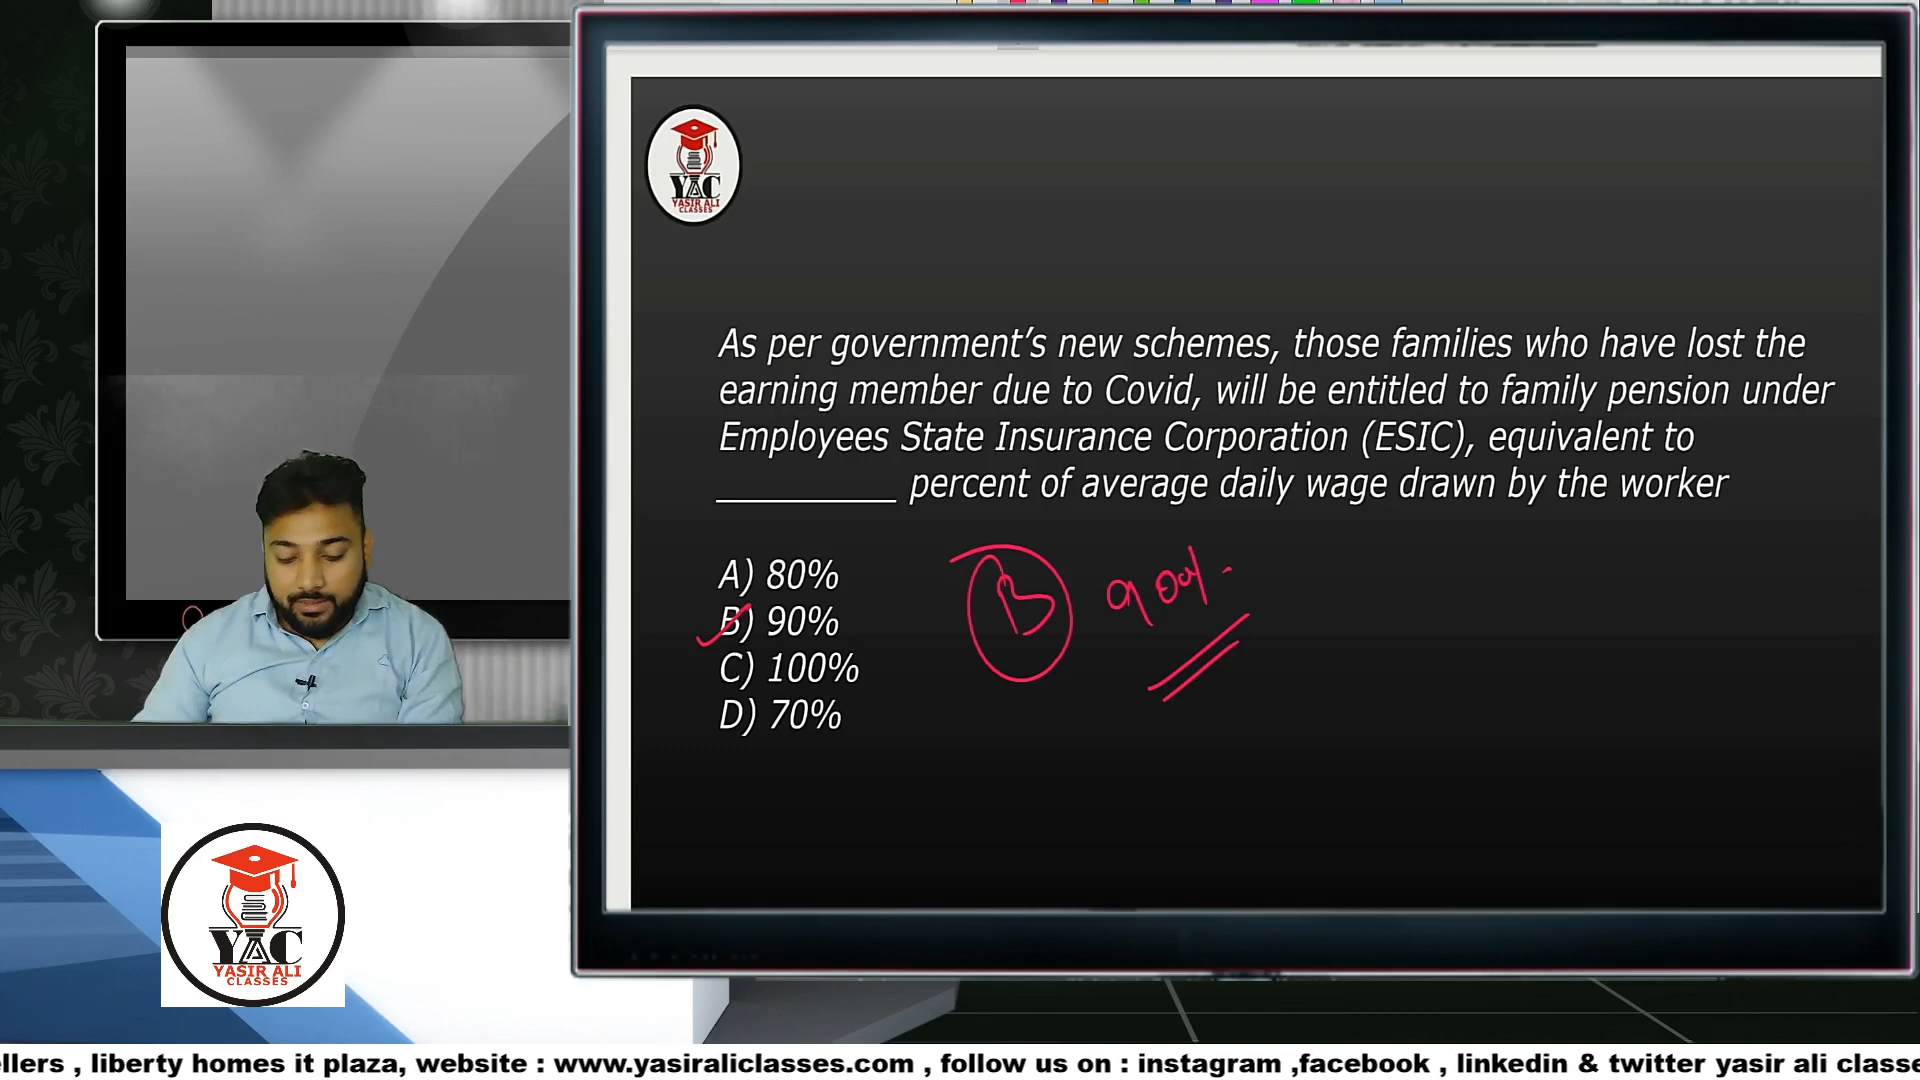 YAC
YASIR ALI
CLASSES
As per government’s new schemes, those families who have lost the
earning member due to Covid, will be entitled to family pension under
Employees State Insurance Corporation (ESIC), equivalent to
_________ percent of average daily wage drawn by the worker
A) 80%
B) 90%
C) 100%
D) 70%
B 90%
YAC
YASIR ALI
CLASSES
ellers , liberty homes it plaza, website : www.yasiraliclasses.com , follow us on : instagram ,facebook , linkedin & twitter yasir ali classe